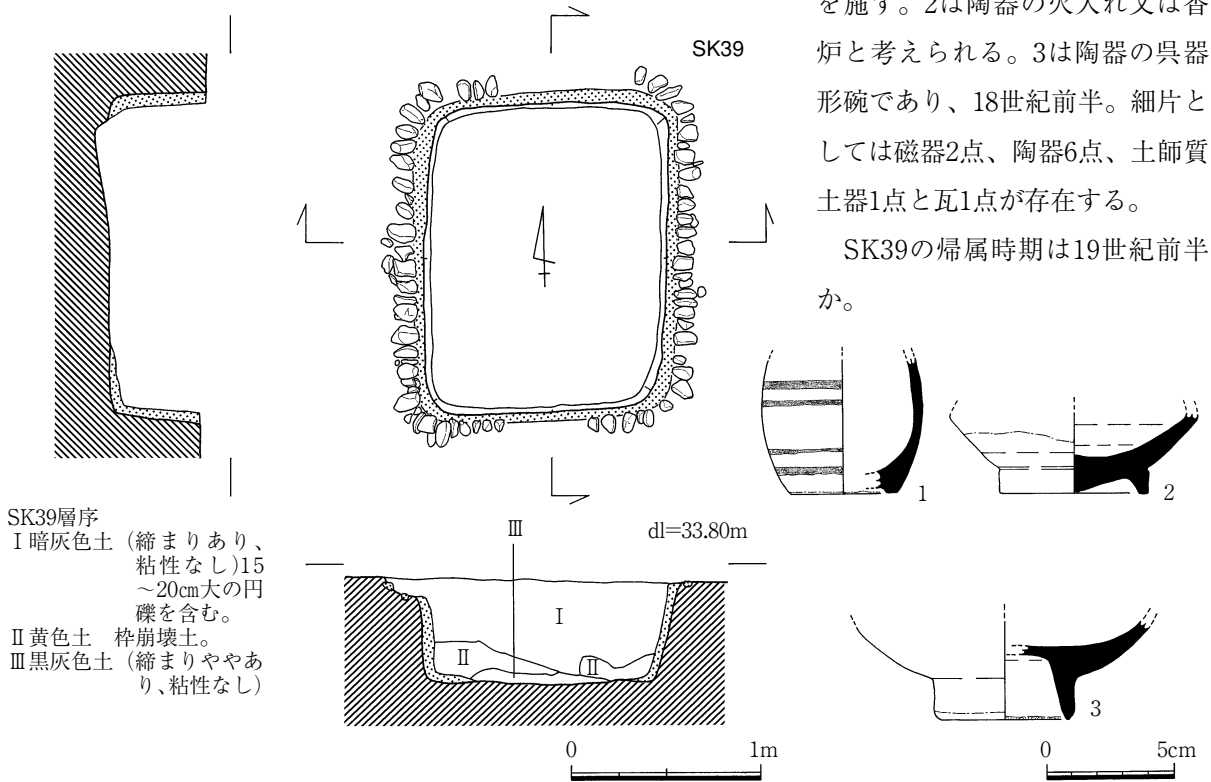 を施す。2は陶器の火入れ又は香
炉と考えられる。3は陶器の呉器
形碗であり、18世紀前半。細片と
しては磁器2点、陶器6点、土師質
土器1点と瓦1点が存在する。
SK39の帰属時期は19世紀前半
か。
SK39
1
2
3
SK39層序
Ⅰ暗灰色土（締まりあり、
粘性なし）15
～20㎝大の円
礫を含む。
Ⅱ黄色土　枠崩壊土。
Ⅲ黒灰色土（締まりややあ
り、粘性なし）
Ⅲ
dl=33.80m
Ⅰ
Ⅱ
Ⅱ
0 1m
0 5cm